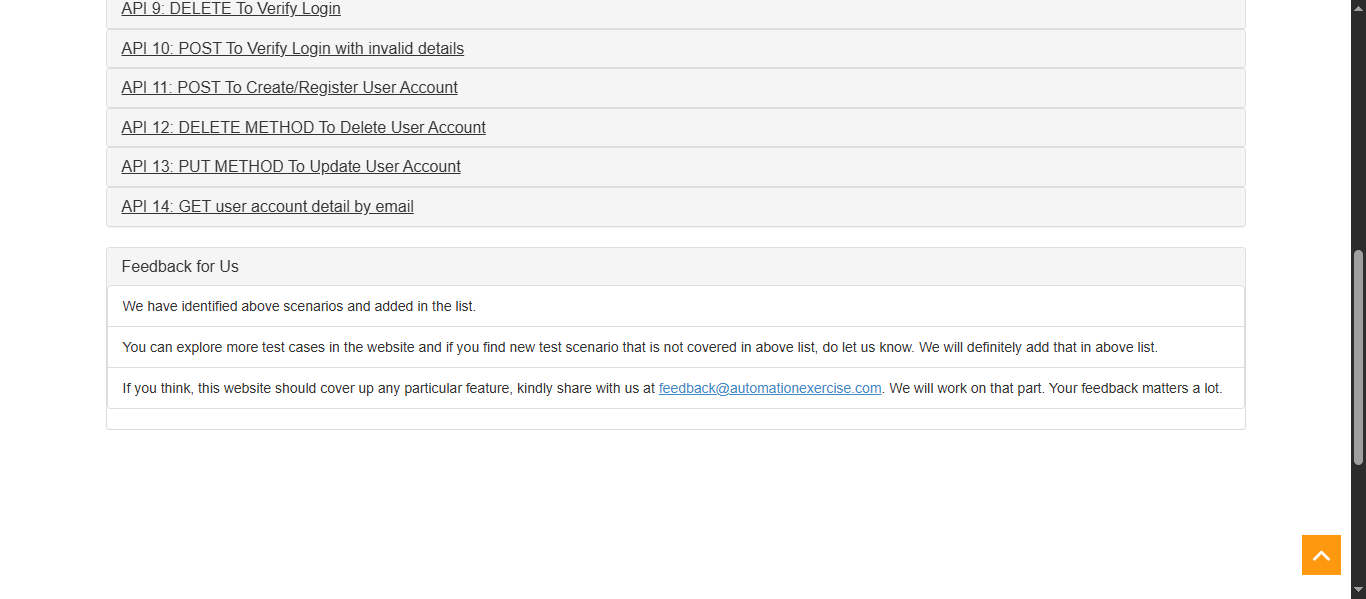 API 9: DELETE To Verify Login
API 10: POST To Verify Login with invalid details
API 11: POST To Create/Register User Account
API 12: DELETE METHOD To Delete User Account
API 13: PUT METHOD To Update User Account
API 14: GET user account detail by email
Feedback for Us
We have identified above scenarios and added in the list.
You can explore more test cases in the website and if you find new test scenario that is not covered in above list, do let us know. We will definitely add that in above list.
If you think, this website should cover up any particular feature, kindly share with us at feedback@automationexercise.com. We will work on that part. Your feedback matters a lot.